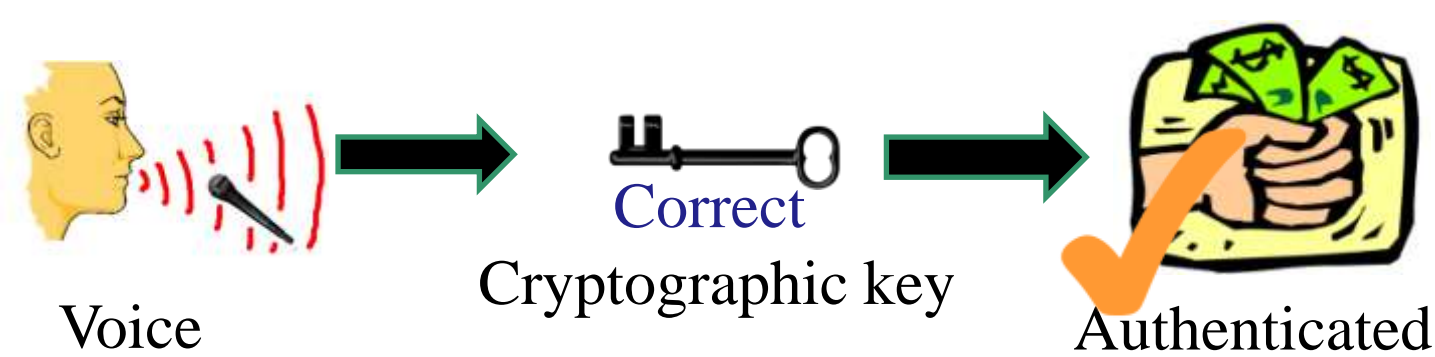 Voice
Correct
Cryptographic key
$ $
Authenticated